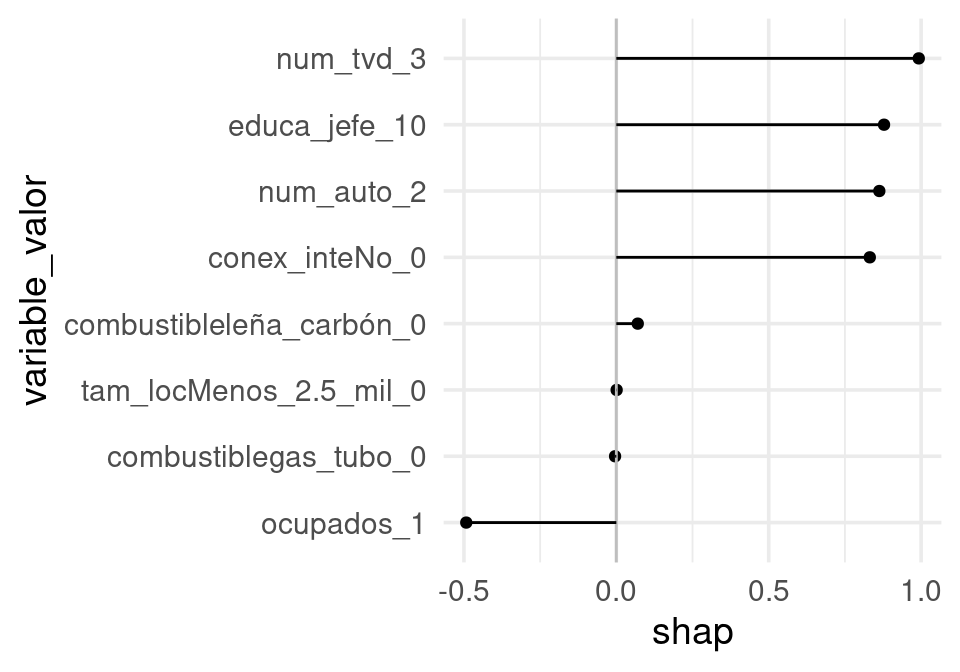 num_tvd_3
educa_jefe_10
num_auto_2
conex_inteNo_0
combustibleleña_carbón_0
tam_locMenos_2.5_mil_0
combustiblegas_tubo_0
ocupados_1
variable_valor
-0.5 0.0 0.5 1.0
shap